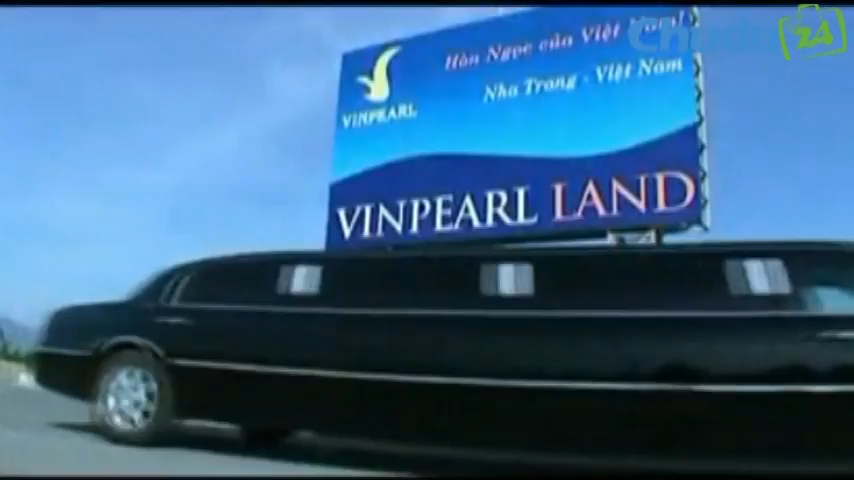 Hòn Ngọc của Việt Nam!
Nha Trang - Việt Nam
VINPEARL
VINPEARL LAND
24